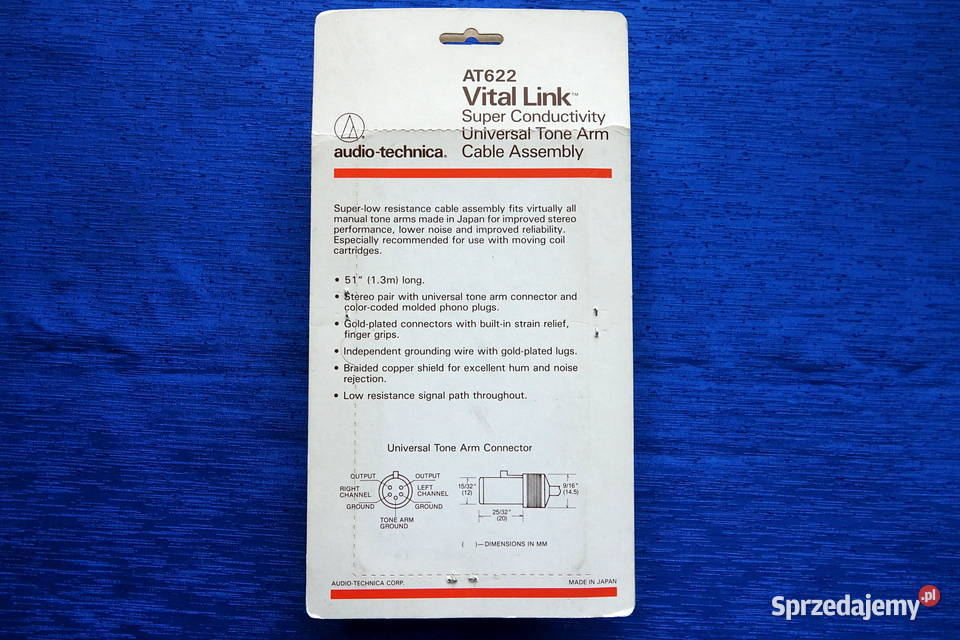 AT622
Vital Link™
Super Conductivity
Universal Tone Arm
Cable Assembly
audio-technica®
Super-low resistance cable assembly fits virtually all
manual tone arms made in Japan for improved stereo
performance, lower noise and improved reliability.
Especially recommended for use with moving coil
cartridges.
• 51" (1.3m) long.
• Stereo pair with universal tone arm connector and
color-coded molded phono plugs.
• Gold-plated connectors with built-in strain relief,
finger grips.
• Independent grounding wire with gold-plated lugs.
• Braided copper shield for excellent hum and noise
rejection.
• Low resistance signal path throughout.
Universal Tone Arm Connector
OUTPUT
OUTPUT
RIGHT
CHANNEL
LEFT
CHANNEL
GROUND
GROUND
TONE ARM
GROUND
15/32"
(12)
25/32"
(20)
9/16"
(14.5)
( )—DIMENSIONS IN MM
AUDIO-TECHNICA CORP.
MADE IN JAPAN
Sprzedajemy.pl